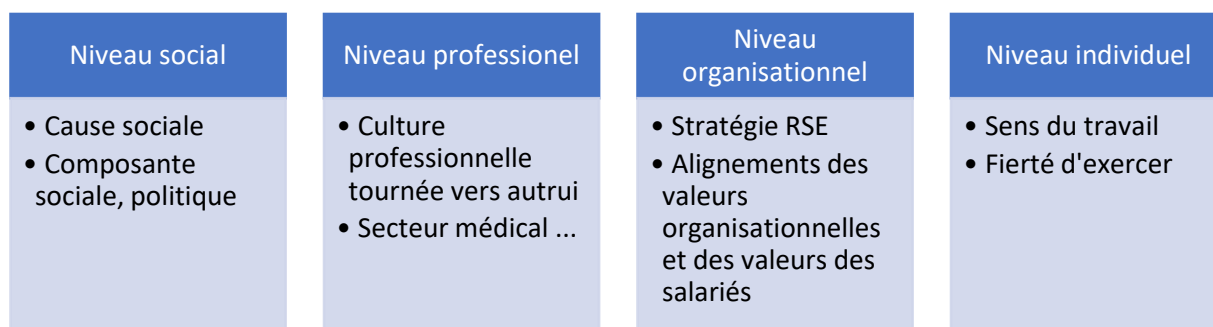 Niveau social
• Cause sociale
• Composante
sociale, politique
Niveau professionel
• Culture
professionnelle
tournée vers autrui
• Secteur médical ...
Niveau
organisationnel
• Stratégie RSE
• Alignements des
valeurs
organisationnelles
et des valeurs des
salariés
Niveau individuel
• Sens du travail
• Fierté d'exercer